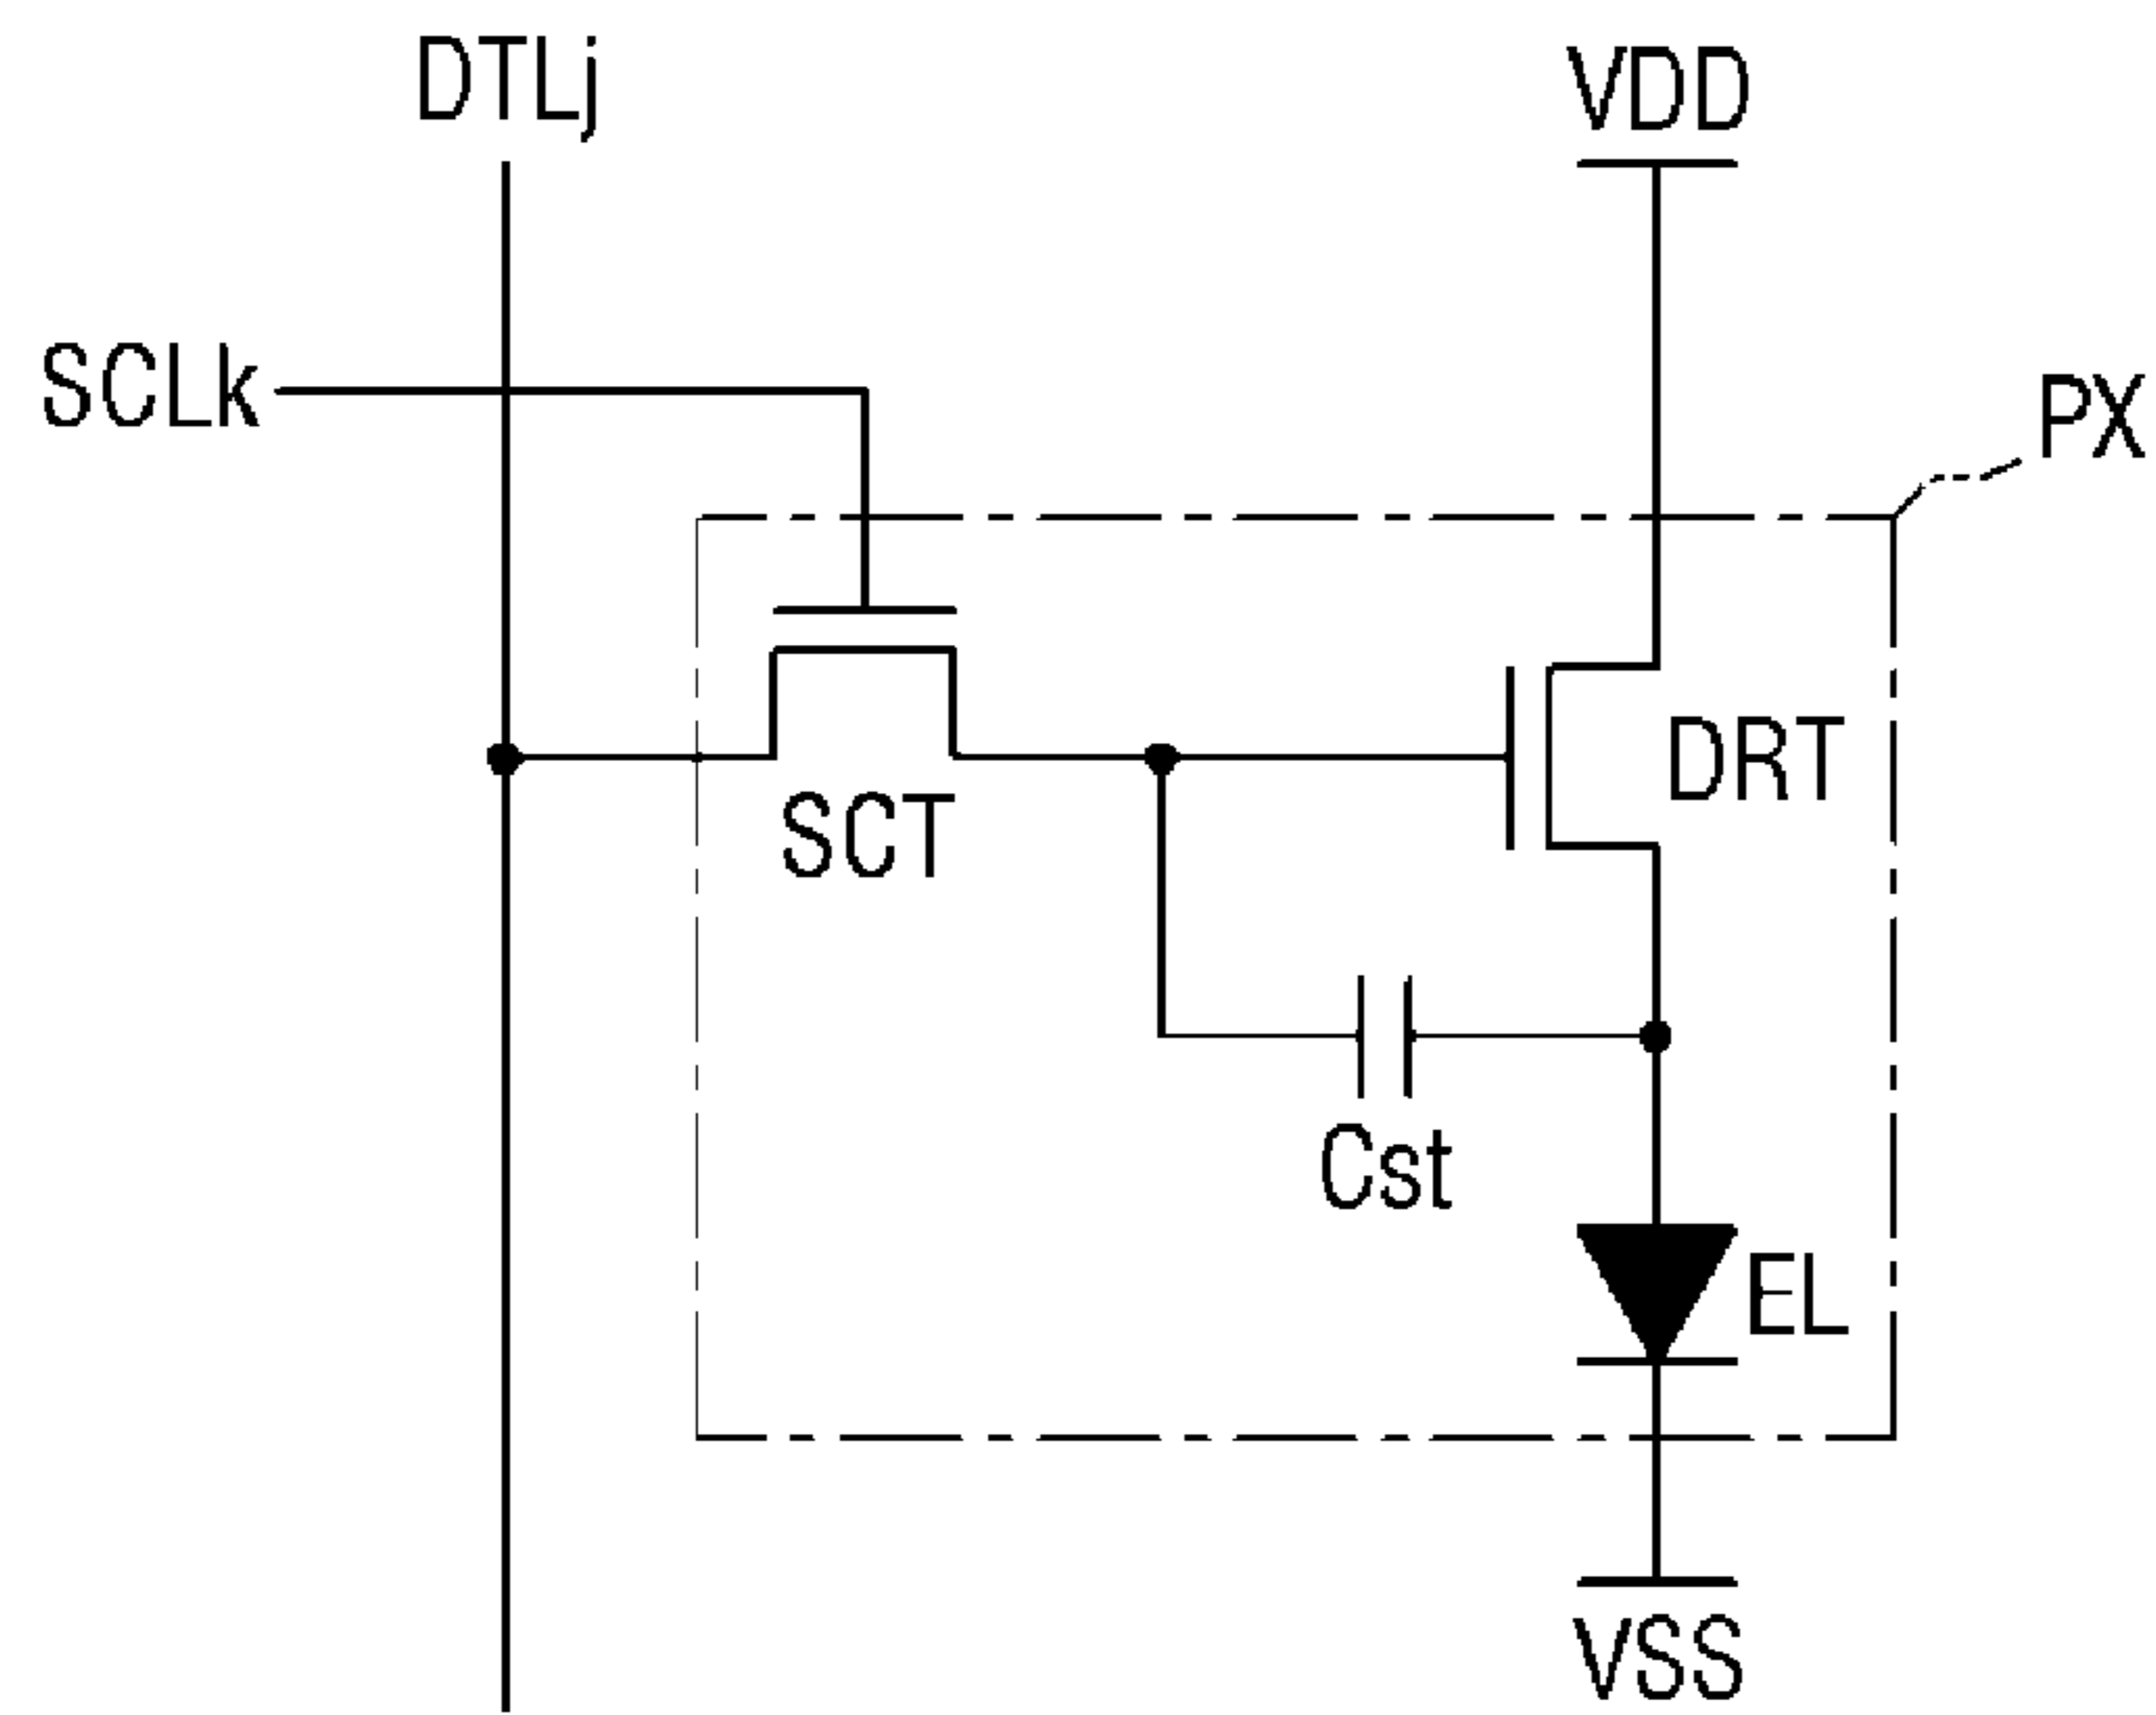 DTLj
VDD
SCLk
PX
DRT
SCT
Cst
EL
VSS